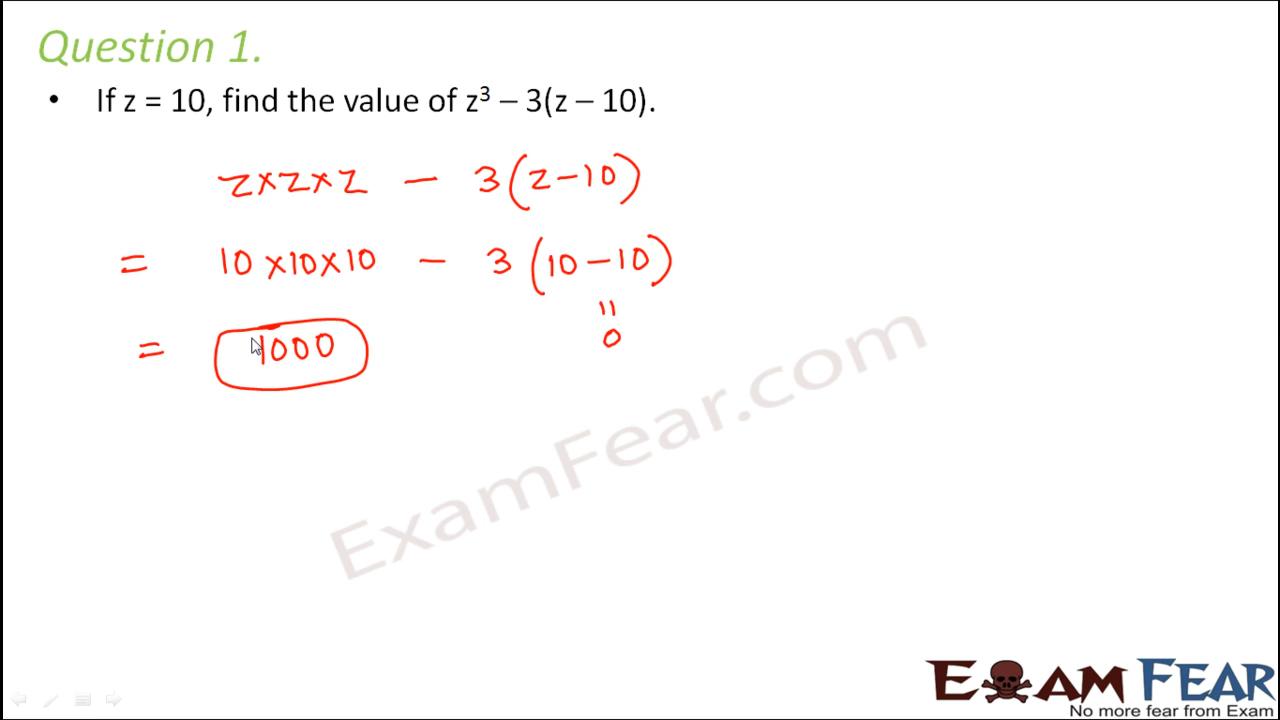 Question 1.
• If z = 10, find the value of z³ – 3(z – 10).
z×z×z – 3(z–10)
= 10×10×10 – 3(10–10)
=
0
= 1000
ExamFear.com
EXAM FEAR
No more fear from Exam